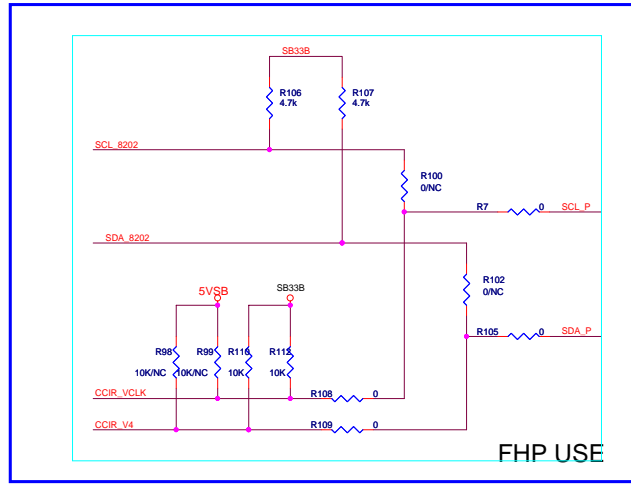 SB33B
R106
4.7k
R107
4.7k
SCL_8202
R100
0/NC
R7
0
SCL_P
SDA_8202
R102
0/NC
5VSB
SB33B
R105
0
SDA_P
R98
10K/NC
R99
10K/NC
R110
10K
R112
10K
CCIR_VCLK
R108
0
CCIR_V4
R109
0
FHP USE